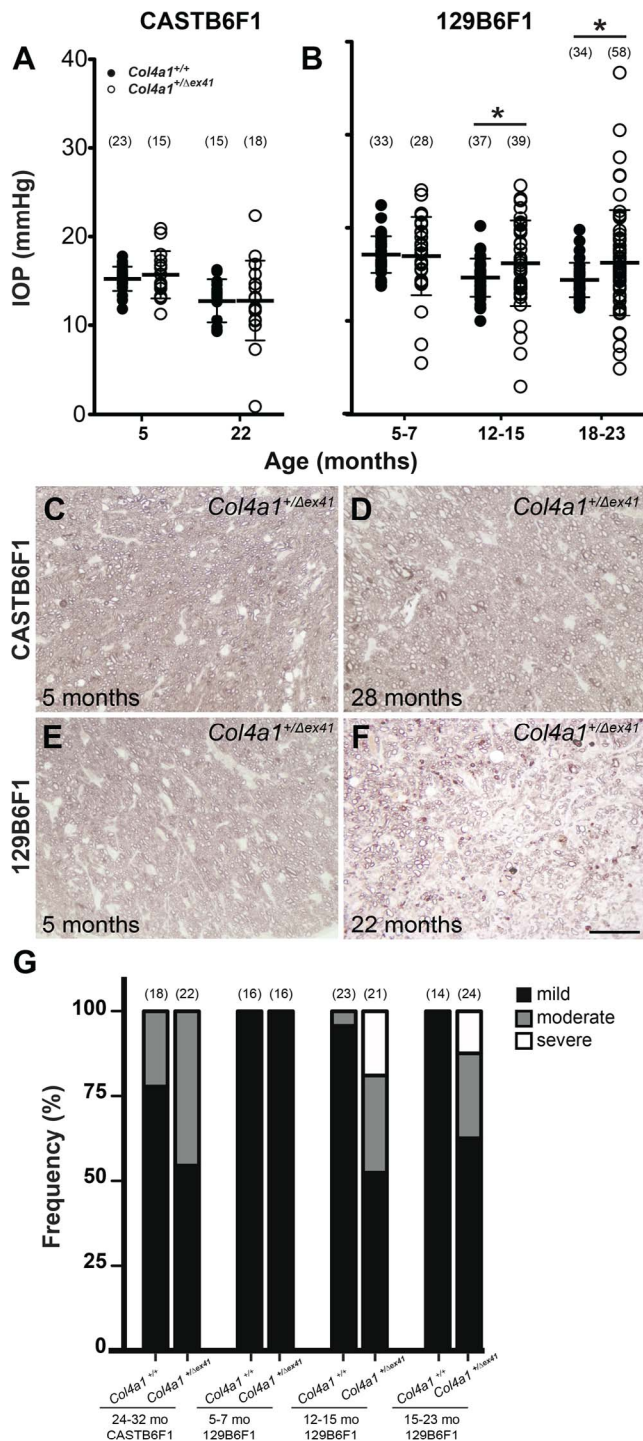 CASTB6F1 129B6F1
A B
Col4a1+/+
Col4a1+/Δex41
*
(34) (58)
*
(23) (15) (15) (18) (33) (28) (37) (39)
IOP (mmHg)
40
30
20
10
0
5 22 5-7 12-15 18-23
Age (months)
CASTB6F1
C Col4a1+/Δex41
5 months
D Col4a1+/Δex41
28 months
129B6F1
E Col4a1+/Δex41
5 months
F Col4a1+/Δex41
22 months
G
(18) (22) (16) (16) (23) (21) (14) (24)
mild
moderate
severe
Frequency (%)
100
75
50
25
0
Col4a1+/+ Col4a1+/Δex41 Col4a1+/+ Col4a1+/Δex41 Col4a1+/+ Col4a1+/Δex41 Col4a1+/+ Col4a1+/Δex41
24-32 mo 5-7 mo 12-15 mo 15-23 mo
CASTB6F1 129B6F1 129B6F1 129B6F1